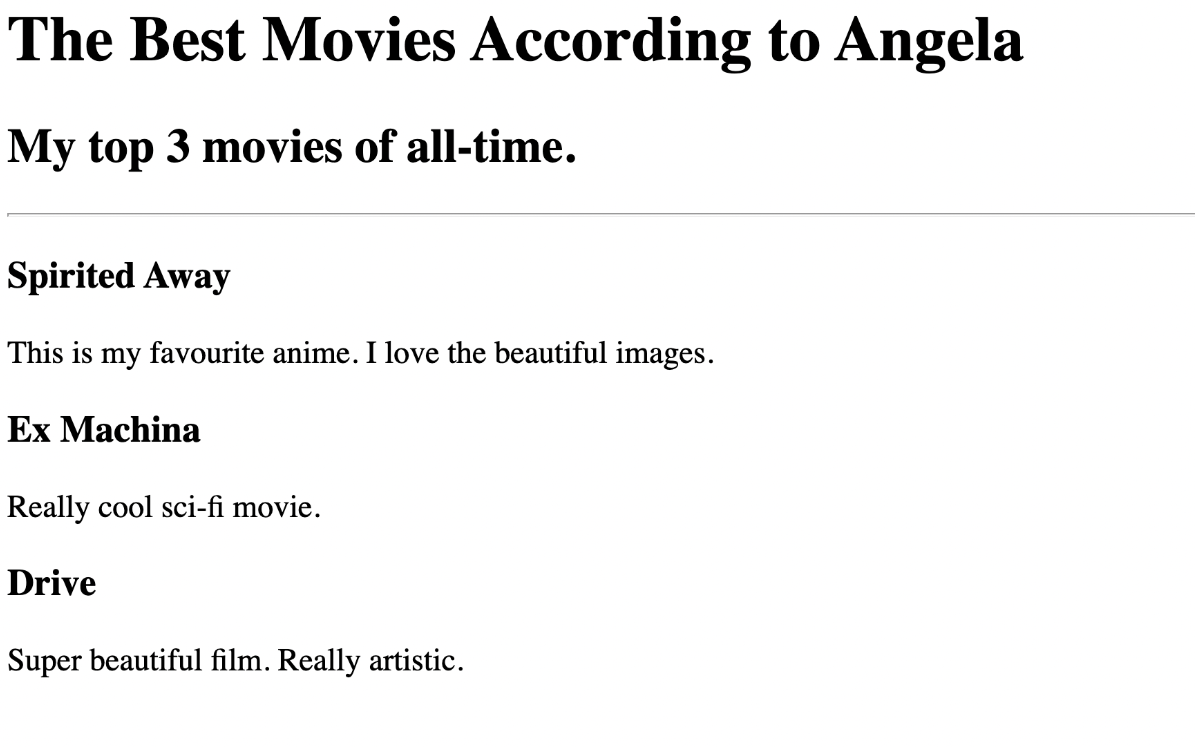 The Best Movies According to Angela
My top 3 movies of all-time.
Spirited Away
This is my favourite anime. I love the beautiful images.
Ex Machina
Really cool sci-fi movie.
Drive
Super beautiful film. Really artistic.